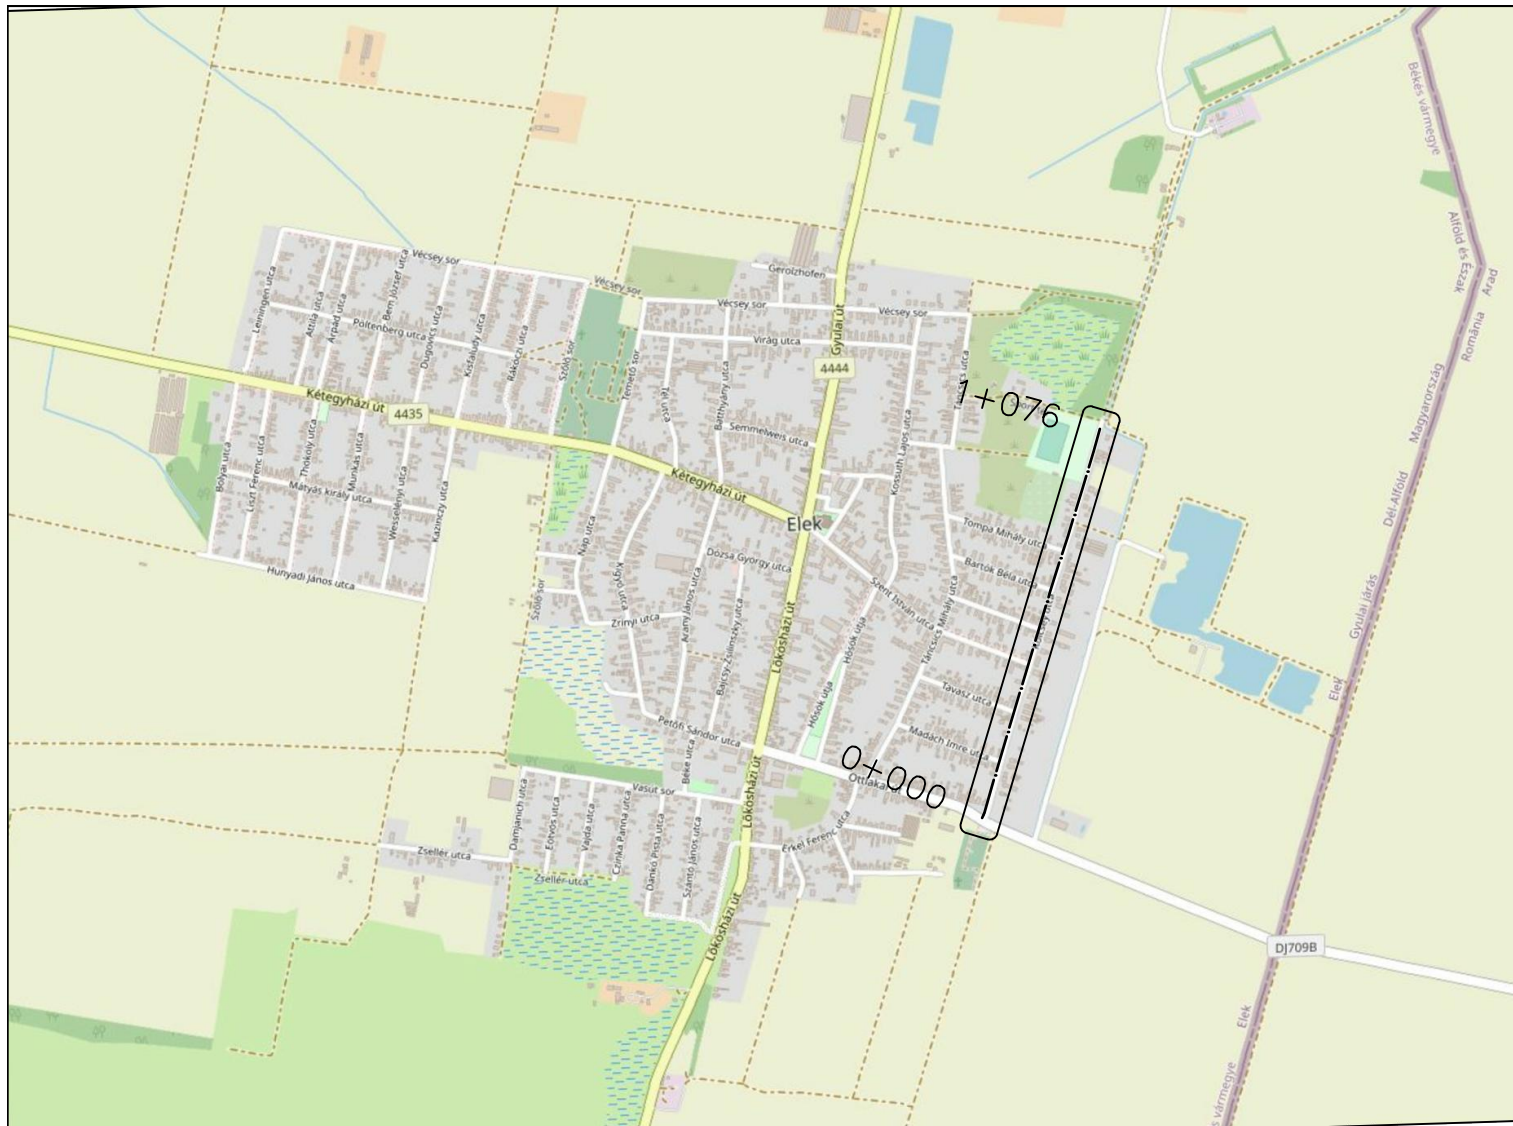 Békés vármegye
Alföld és Észak
Arad
România
Magyarország
Dél-Alföld
Gyulai járás
Elek
Gerolzhofen
Vécsey sor
Vécsey sor
Vécsey sor
Vécsey sor
Leiningen utca
Attila utca
Árpád utca
Bem József utca
Poltenberg utca
Dugovics utca
Kisfaludy utca
Rákóczi utca
Szőlő sor
Temető sor
Virág utca
Gyulai út
4444
Tél utca
Batthyány utca
Semmelweis utca
Kossuth Lajos utca
1+076
Kétegyházi út
4435
Bolyai utca
Liszt Ferenc utca
Thököly utca
Munkás utca
Mátyás király utca
Wesselényi utca
Kazinczy utca
Hunyadi János utca
Kétegyházi út
Elek
Nap utca
Kígyó utca
Dózsa György utca
Szent István utca
Tompa Mihály utca
Bartók Béla utca
Kölcsey utca
Szőlő sor
Zrínyi utca
Arany János utca
Bajcsy-Zsilinszky utca
Lőkösházi út
Hősök útja
Hősök útja
Táncsics Mihály utca
Tavasz utca
Madách Imre utca
Petőfi Sándor utca
Béke utca
0+000
Ottlakai út
Vasút sor
Damjanich utca
Eötvös utca
Vajda utca
Czinka Panna utca
Dankó Pista utca
Szántó János utca
Lőkösházi út
Erkel Ferenc utca
Zsellér utca
Zsellér utca
Lőkösházi út
DJ709B
Elek
s vármegye